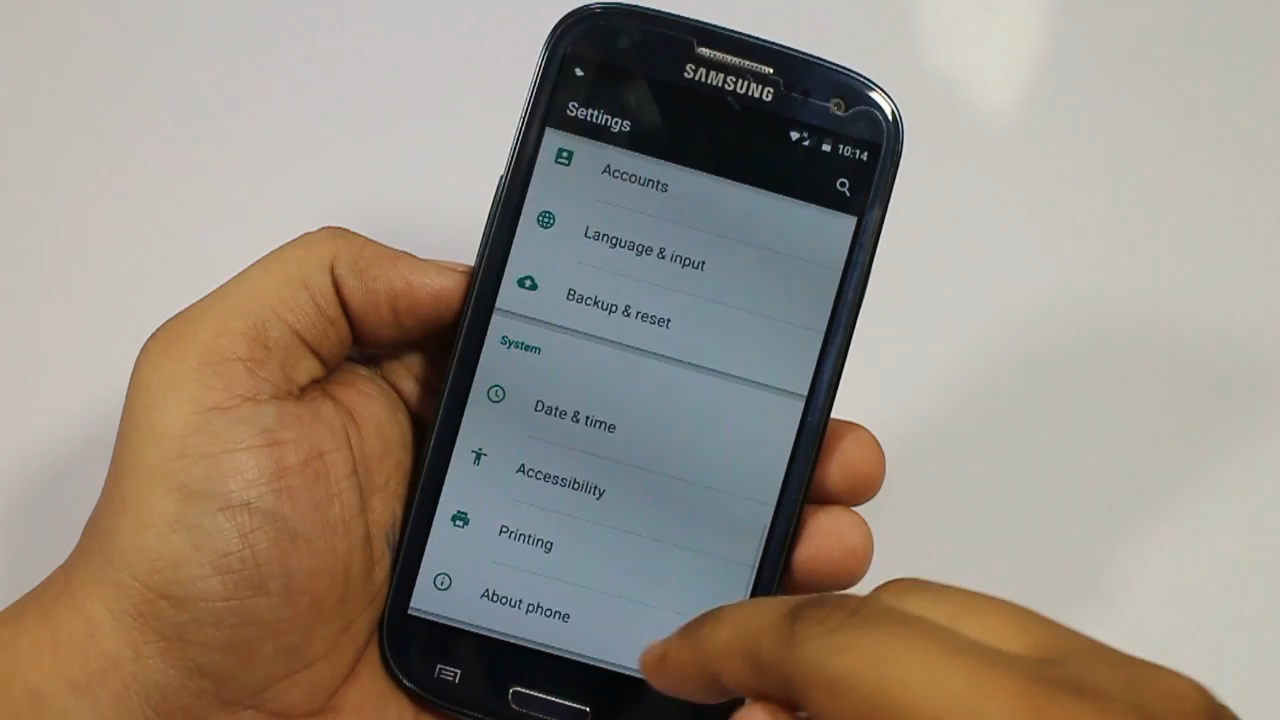 SAMSUNG
Settings
10:14
Accounts
Language & input
Backup & reset
System
Date & time
Accessibility
Printing
About phone